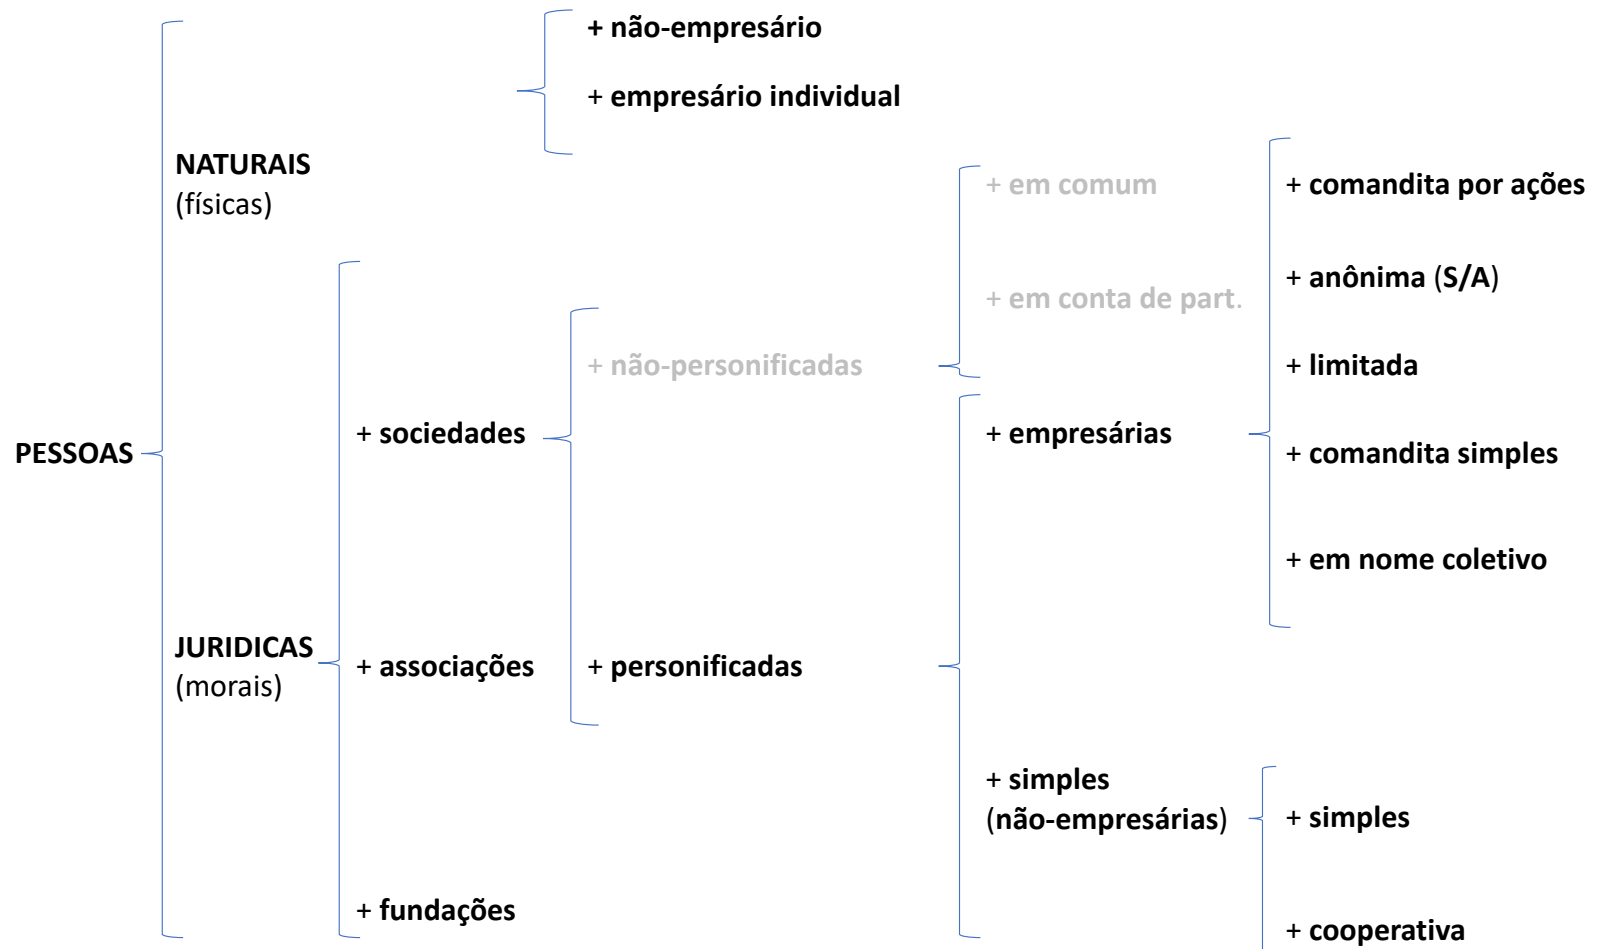 + não-empresário
+ empresário individual
NATURAIS
(físicas)
+ em comum
+ comandita por ações
+ anônima (S/A)
+ em conta de part.
+ não-personificadas
+ limitada
PESSOAS
+ sociedades
+ empresárias
+ comandita simples
+ em nome coletivo
JURIDICAS
(morais)
+ associações
+ personificadas
+ simples
(não-empresárias)
+ simples
+ fundações
+ cooperativa